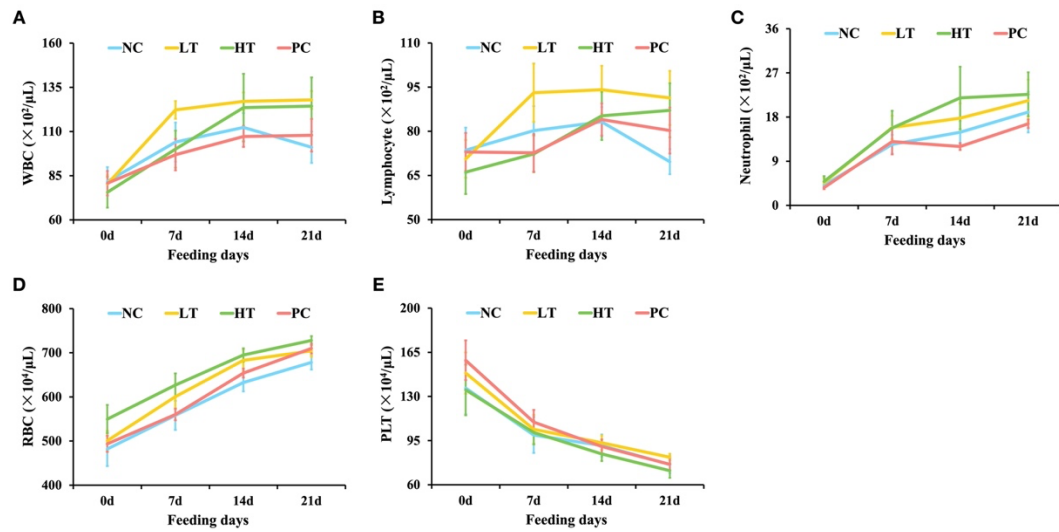 A
NC LT HT PC
WBC (×10²/μL)
160
135
110
85
60
0d 7d 14d 21d
Feeding days
B
NC LT HT PC
Lymphocyte (×10²/μL)
110
95
80
65
50
0d 7d 14d 21d
Feeding days
C
NC LT HT PC
Neutrophil (×10²/μL)
36
27
18
9
0
0d 7d 14d 21d
Feeding days
D
NC LT HT PC
RBC (×10⁴/μL)
800
700
600
500
400
0d 7d 14d 21d
Feeding days
E
NC LT HT PC
PLT (×10⁴/μL)
200
165
130
95
60
0d 7d 14d 21d
Feeding days